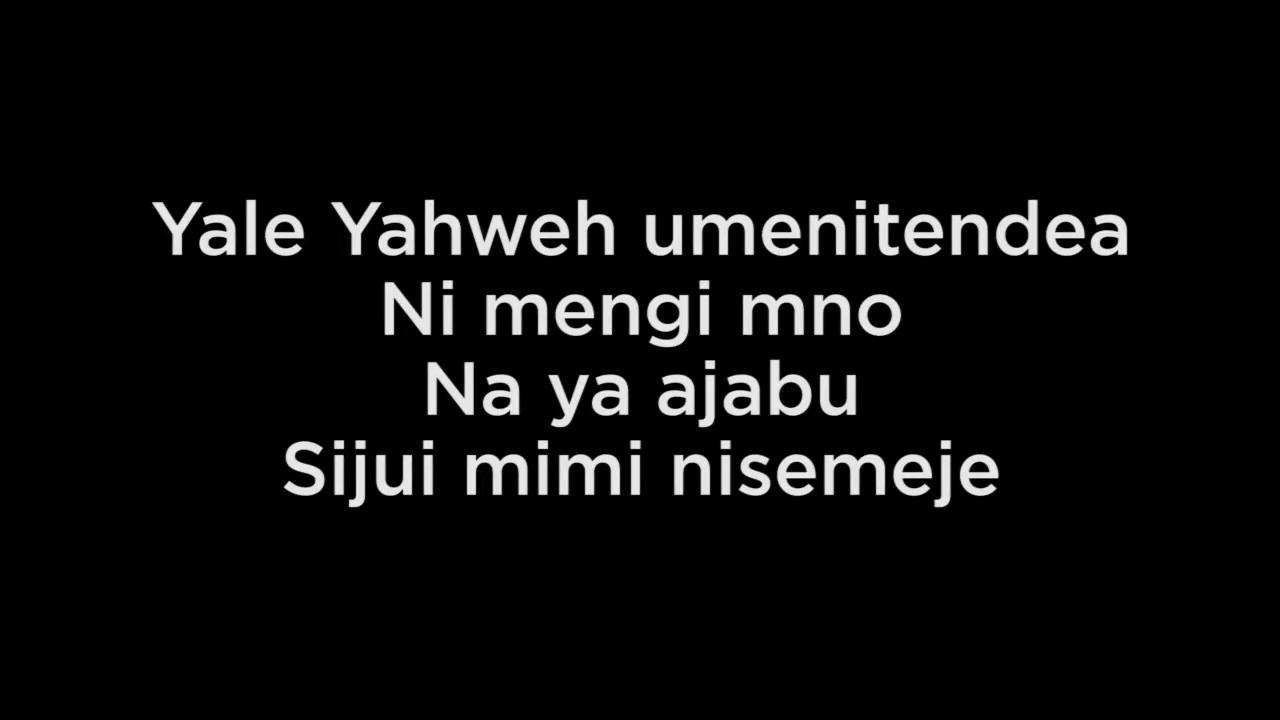 Yale Yahweh umenitendea
Ni mengi mno
Na ya ajabu
Sijui mimi nisemeje